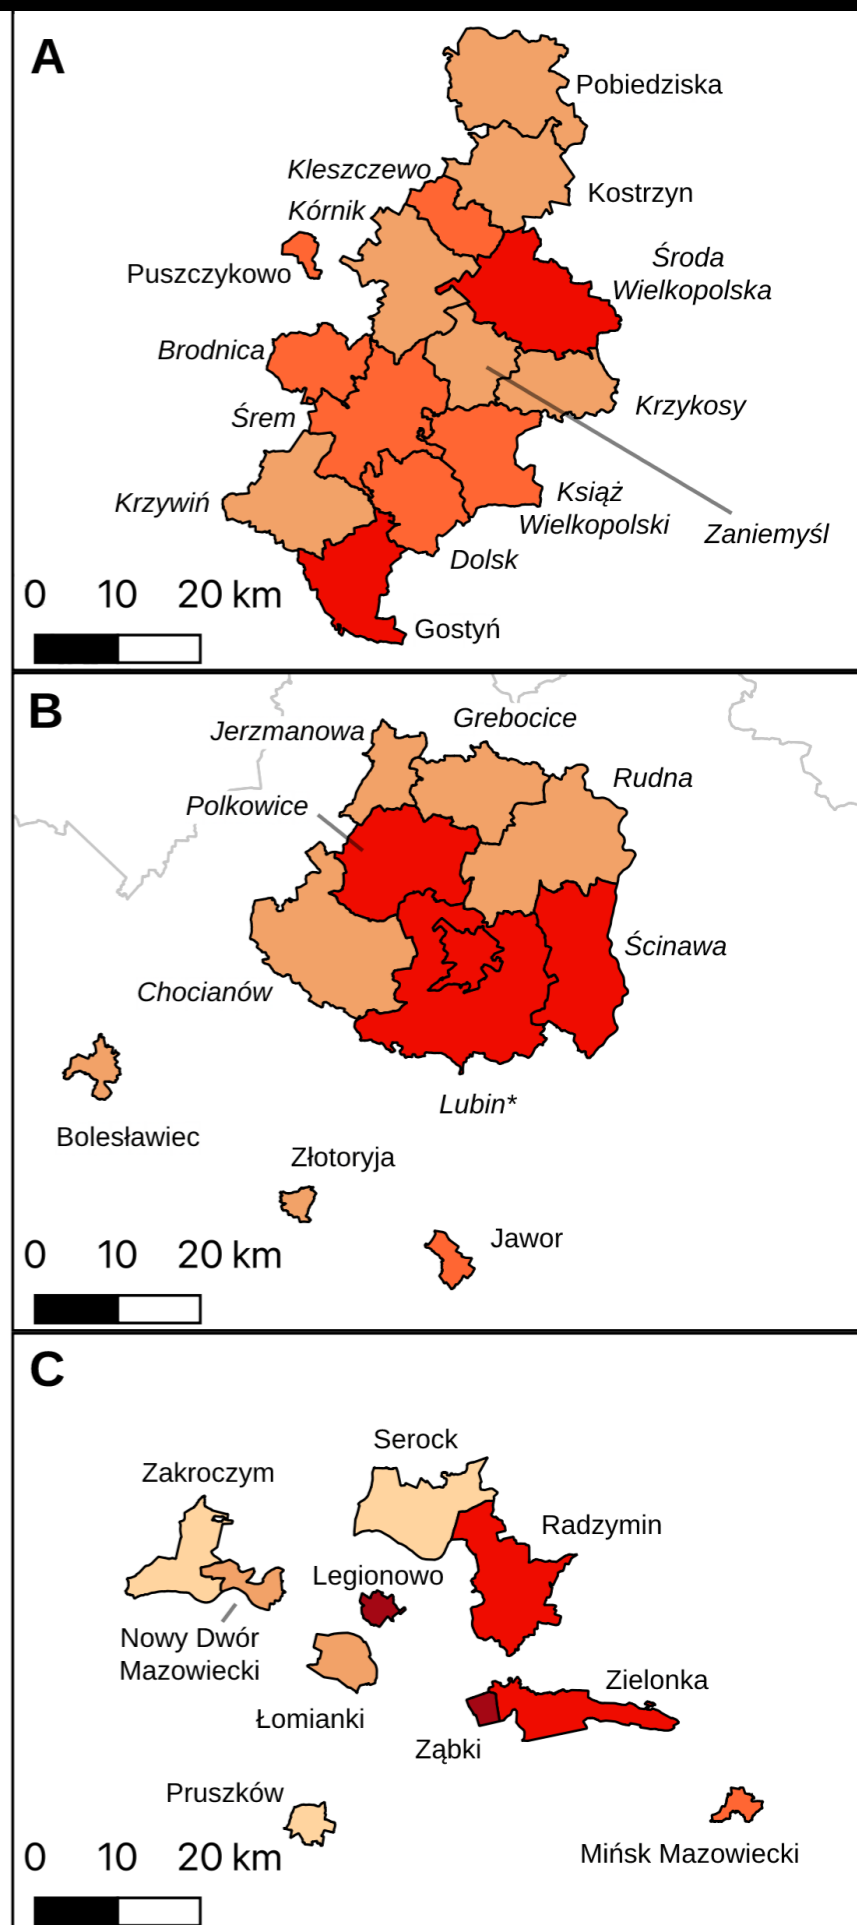 A
Pobiedziska
Kleszczewo
Kostrzyn
Kórnik
Środa
Wielkopolska
Puszczykowo
Brodnica
Krzykosy
Śrem
Krzywiń
Książ
Wielkopolski
Zaniemyśl
Dolsk
0 10 20 km
Gostyń
B
Jerzmanowa
Grebocice
Rudna
Polkowice
Ścinawa
Chocianów
Lubin*
Bolesławiec
Złotoryja
Jawor
0 10 20 km
C
Serock
Zakroczym
Radzymin
Legionowo
Nowy Dwór
Mazowiecki
Zielonka
Łomianki
Ząbki
Pruszków
Mińsk Mazowiecki
0 10 20 km